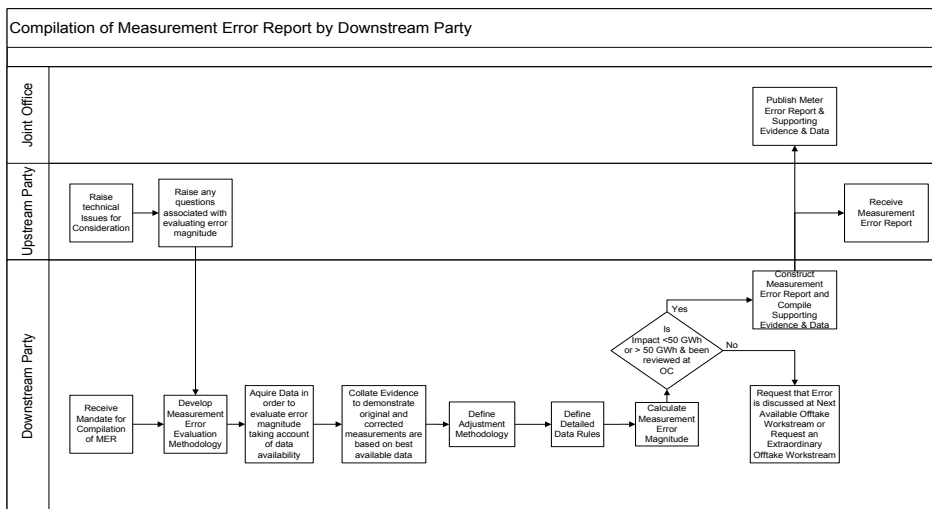 Compilation of Measurement Error Report by Downstream Party
Joint Office
Publish Meter
Error Report &
Supporting
Evidence & Data
Upstream Party
Raise
technical
Issues for
Consideration
Raise any
questions
associated with
evaluating error
magnitude
Receive
Measurement
Error Report
Downstream Party
Construct
Measurement
Error Report and
Compile
Supporting
Evidence & Data
Yes
Is
Impact <50 GWh
or > 50 GWh & been
reviewed at
OC
No
Receive
Mandate for
Compilation
of MER
Develop
Measurement
Error
Evaluation
Methodology
Aquire Data in
order to
evaluate error
magnitude
taking account
of data
availability
Collate Evidence
to demonstrate
original and
corrected
measurements are
based on best
available data
Define
Adjustment
Methodology
Define
Detailed
Data Rules
Calculate
Measurement
Error
Magnitude
Request that Error
is discussed at Next
Available Offtake
Workstream or
Request an
Extraordinary
Offtake Workstream